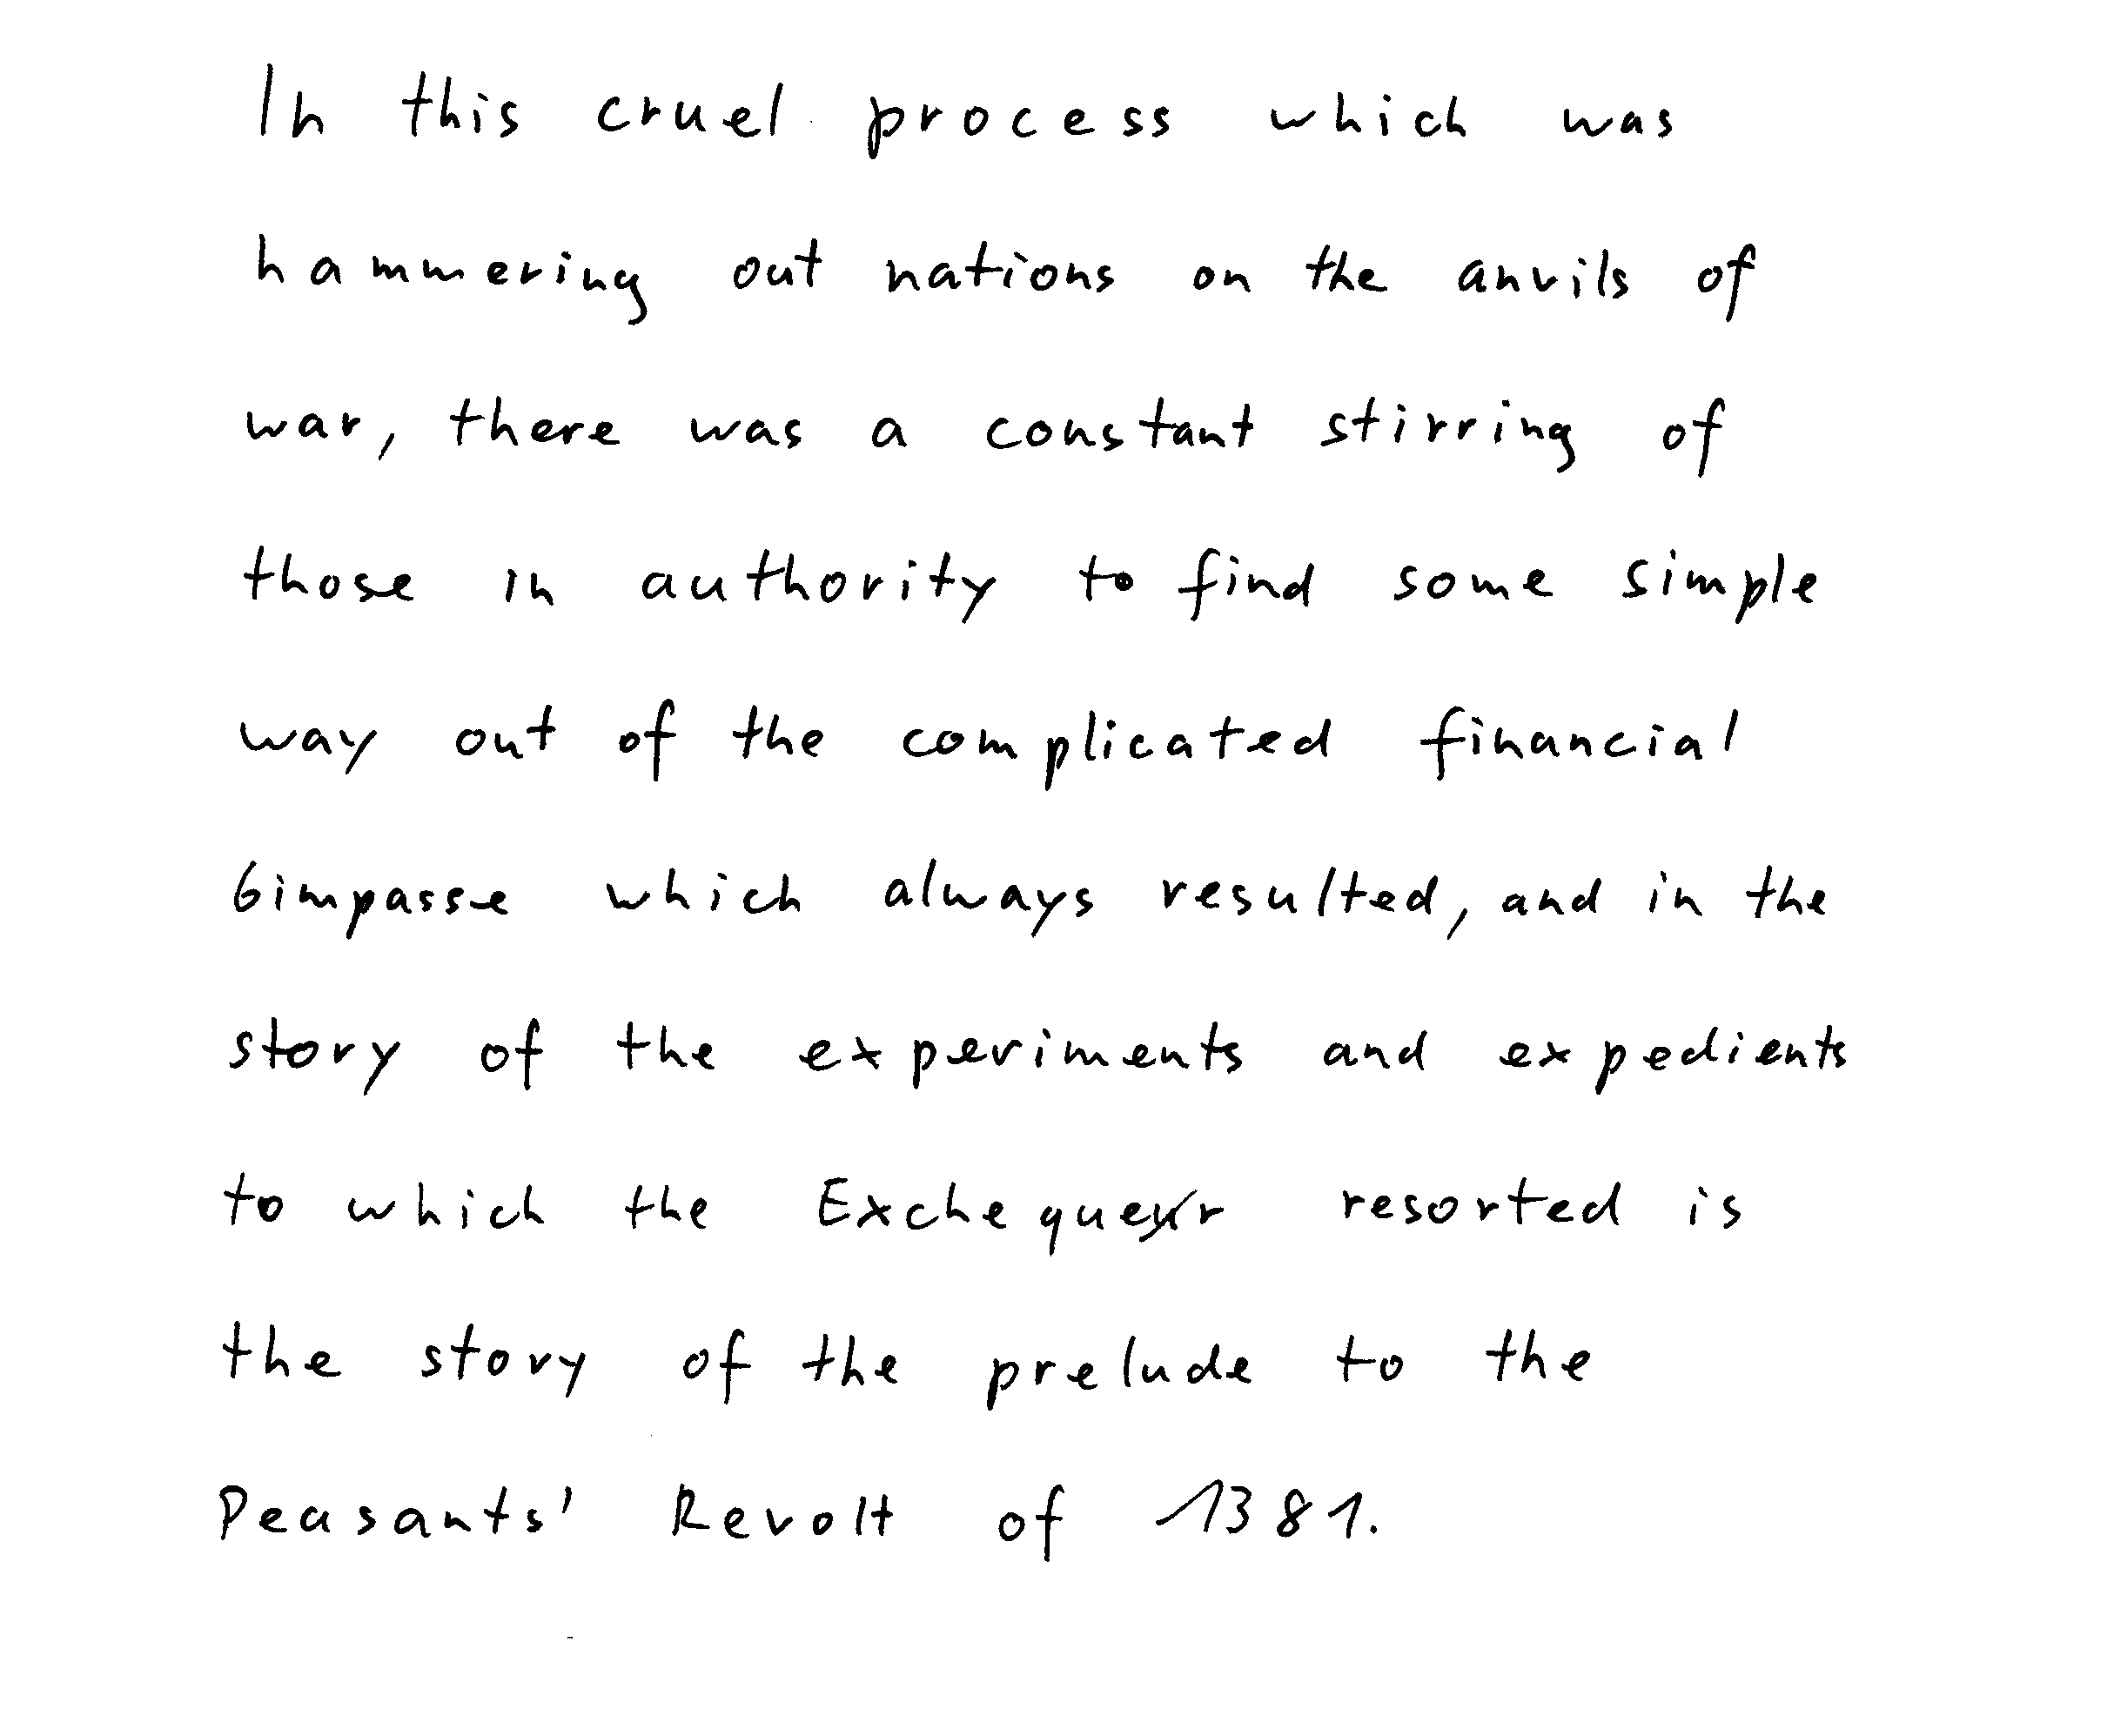 In this cruel process which was
hammering out nations on the anvils of
war, there was a constant stirring of
those in authority to find some simple
way out of the complicated financial
6impasse which always resulted, and in the
story of the experiments and expedients
to which the Exchequer resorted is
the story of the prelude to the
Peasants' Revolt of 1381.